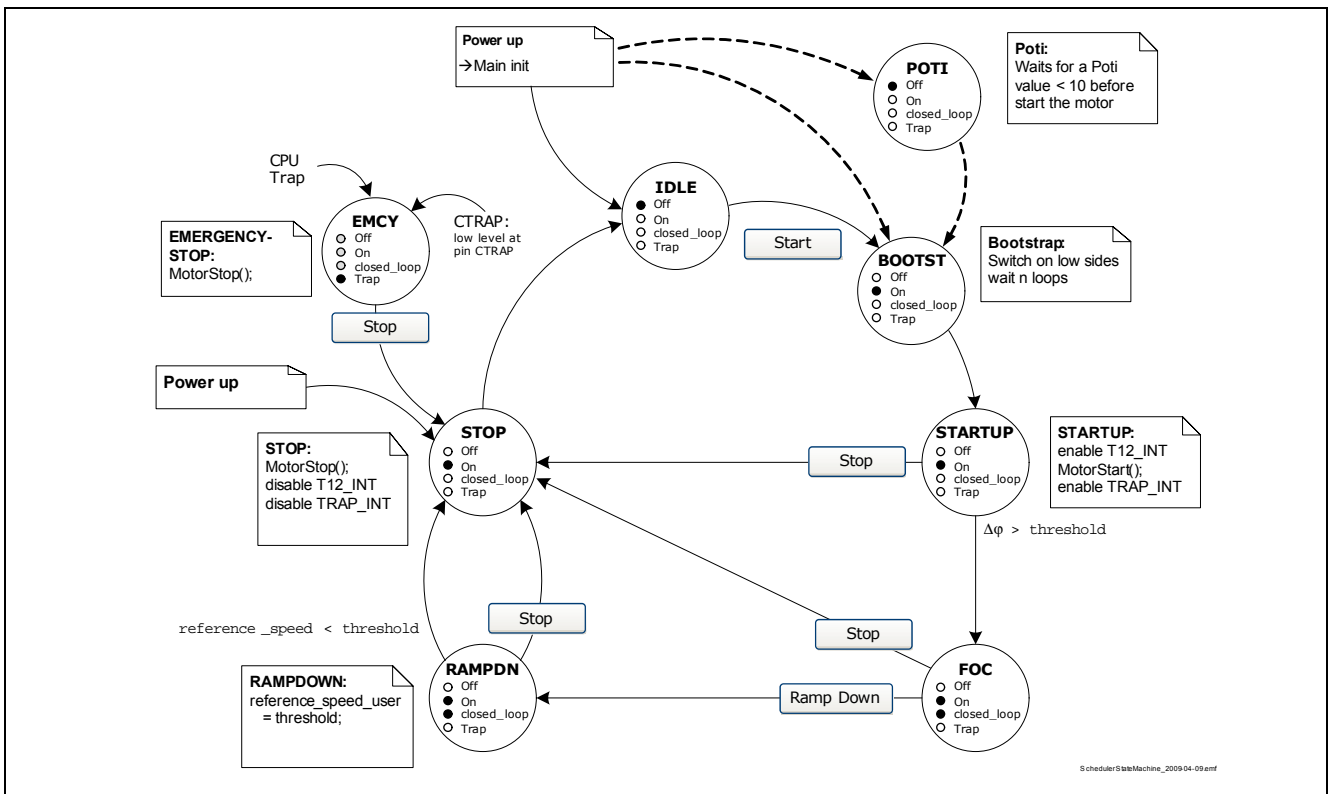 Power up
→Main init
POTI
Off
On
closed_loop
Trap
Poti:
Waits for a Poti
value < 10 before
start the motor
CPU
Trap
EMCY
Off
On
closed_loop
Trap
CTRAP:
low level at
pin CTRAP
EMERGENCY-
STOP:
MotorStop();
Stop
IDLE
Off
On
closed_loop
Trap
Start
BOOTST
Off
On
closed_loop
Trap
Bootstrap:
Switch on low sides
wait n loops
Power up
STOP:
MotorStop();
disable T12_INT
disable TRAP_INT
STOP
Off
On
closed_loop
Trap
Stop
STARTUP
Off
On
closed_loop
Trap
STARTUP:
enable T12_INT
MotorStart();
enable TRAP_INT
Δφ > threshold
reference _speed < threshold
Stop
Stop
RAMPDOWN:
reference_speed_user
= threshold;
RAMPDN
Off
On
closed_loop
Trap
Ramp Down
FOC
Off
On
closed_loop
Trap
SchedulerStateMachine_2009-04-09.emf